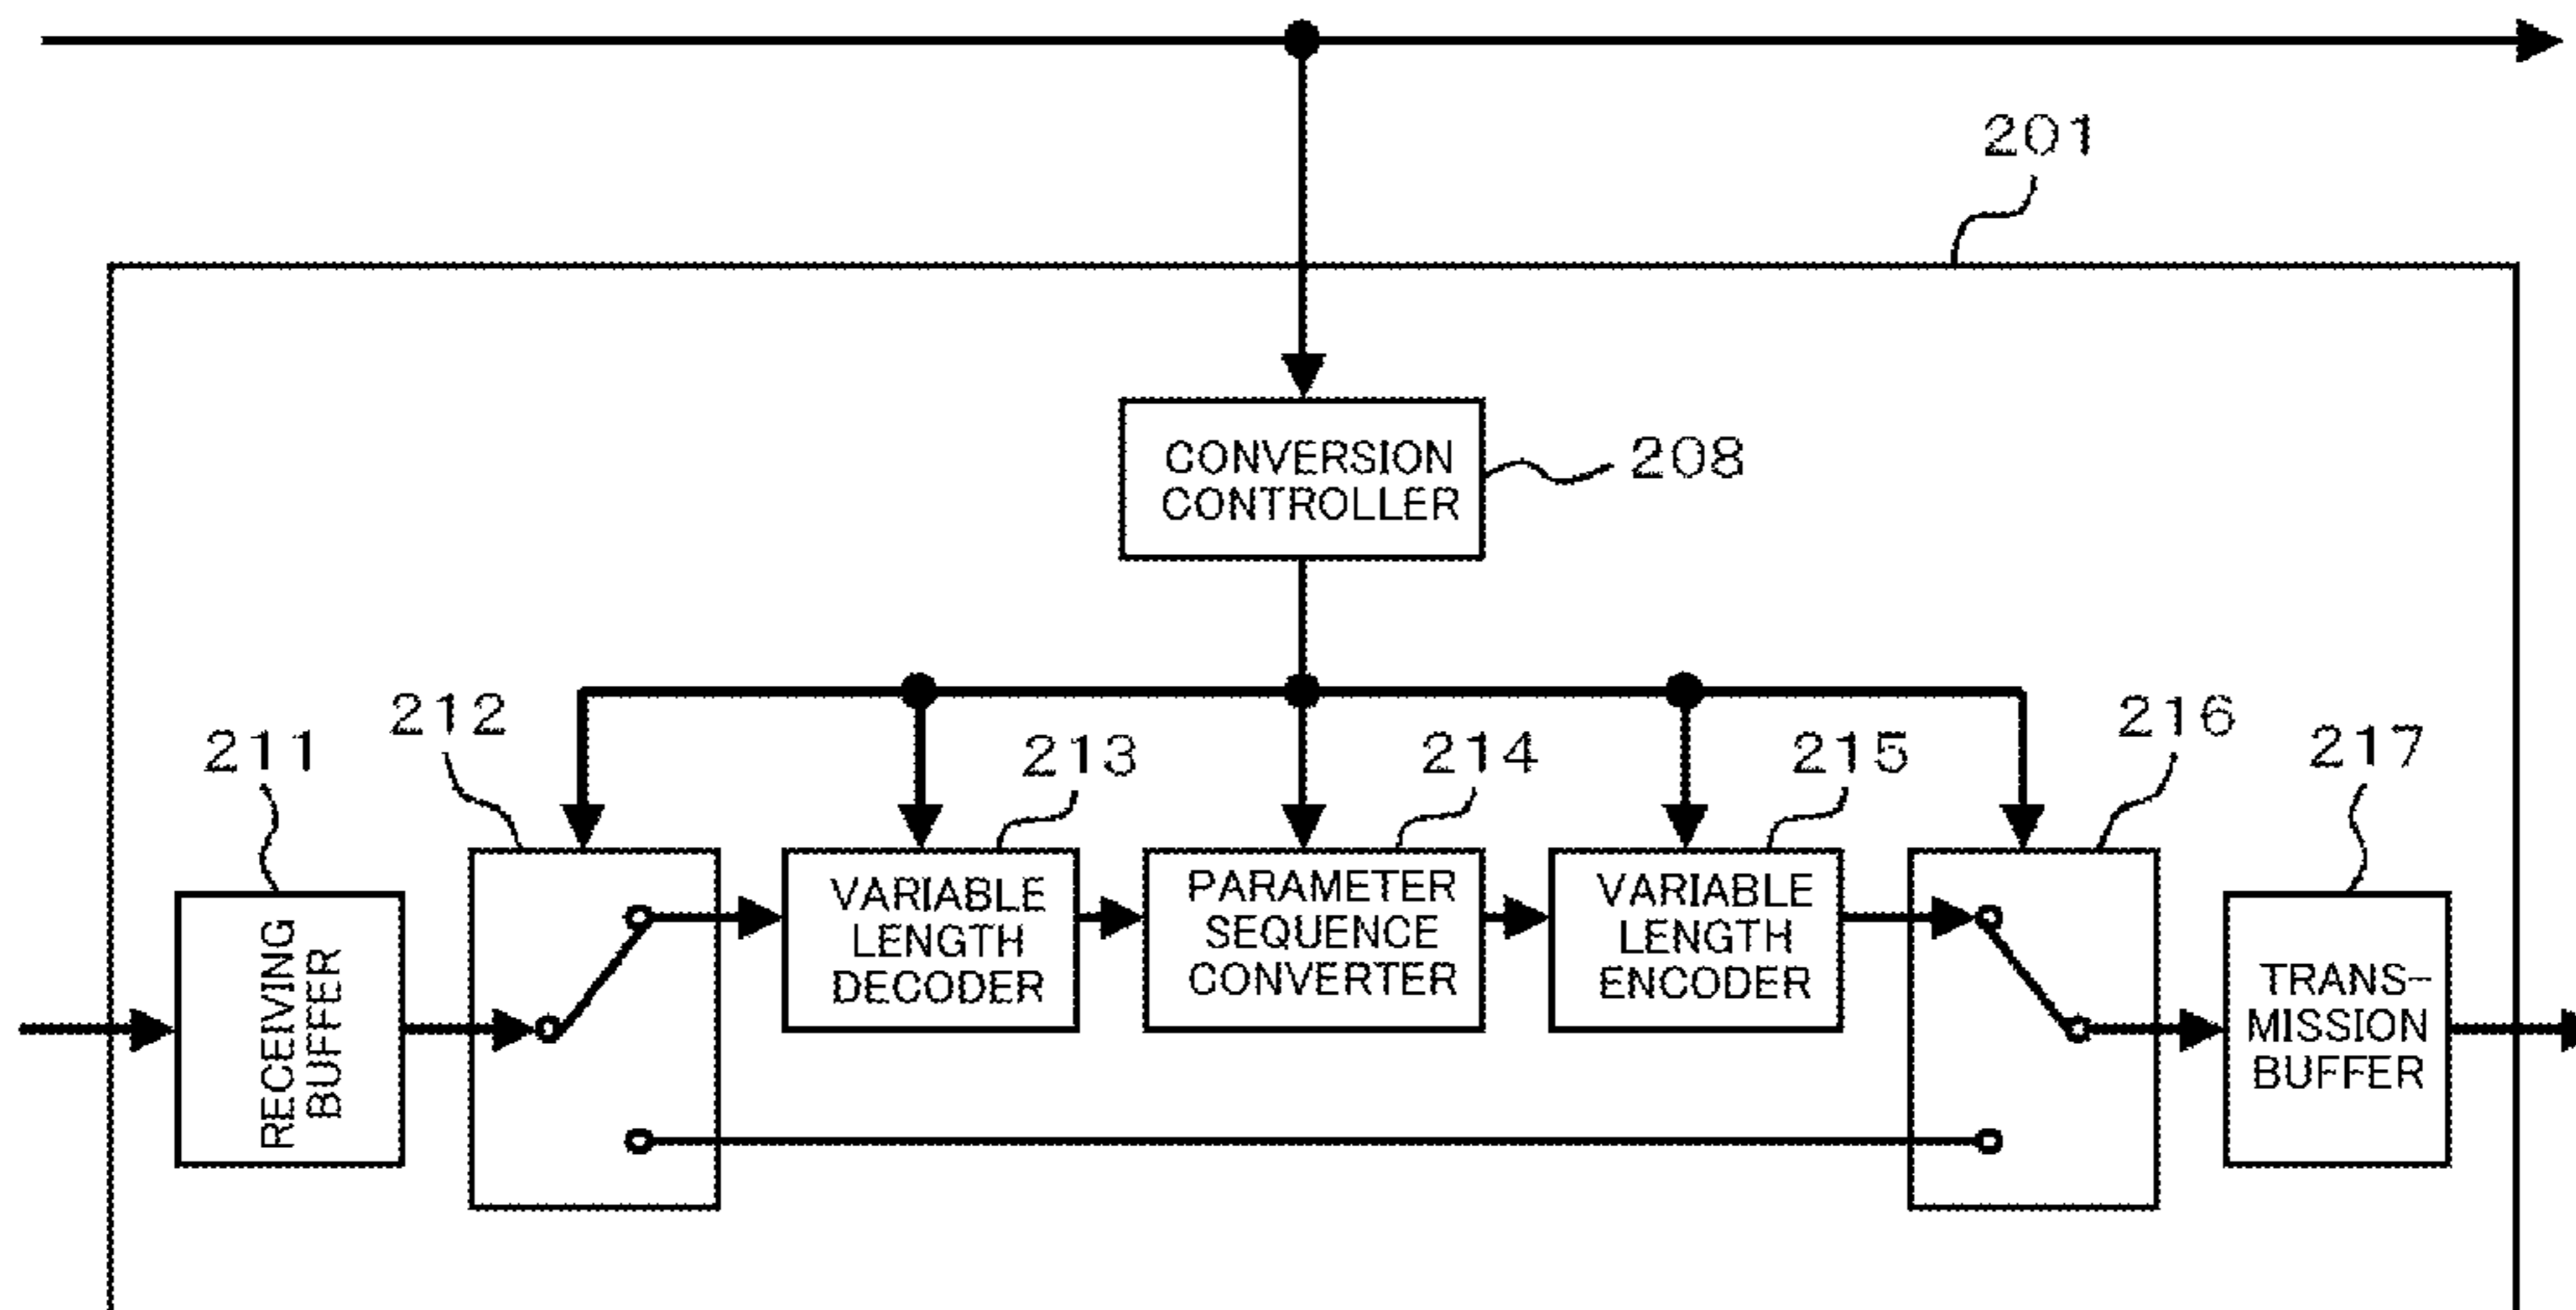 201
CONVERSION
CONTROLLER
208
211
212
213
214
215
216
217
RECEIVING
BUFFER
VARIABLE
LENGTH
DECODER
PARAMETER
SEQUENCE
CONVERTER
VARIABLE
LENGTH
ENCODER
TRANS-
MISSION
BUFFER